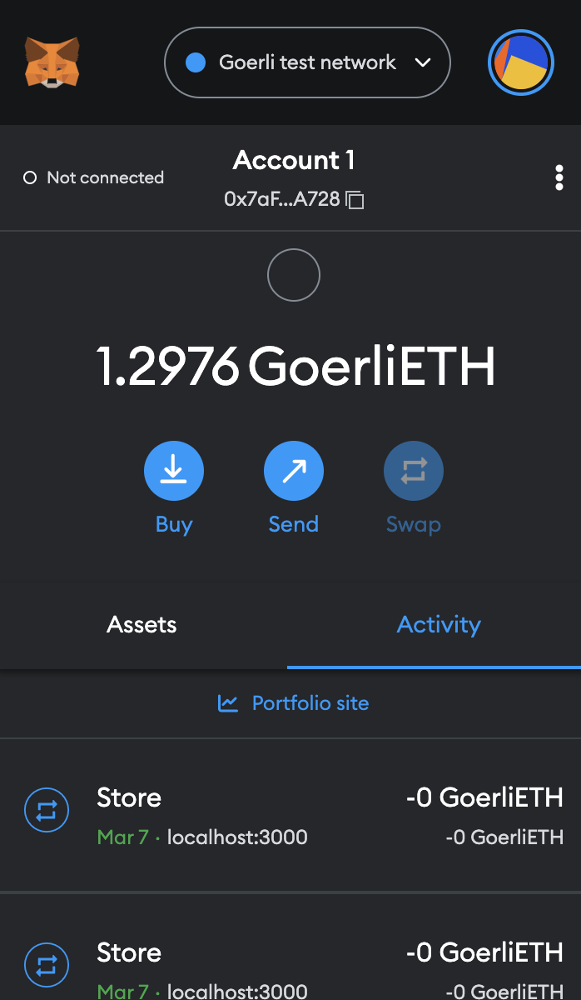 Goerli test network
Not connected
Account 1
0x7aF...A728
1.2976 GoerliETH
Buy
Send
Swap
Assets
Activity
Portfolio site
Store
-0 GoerliETH
Mar 7 · localhost:3000
-0 GoerliETH
Store
-0 GoerliETH
Mar 7 · localhost:3000
-0 GoerliETH